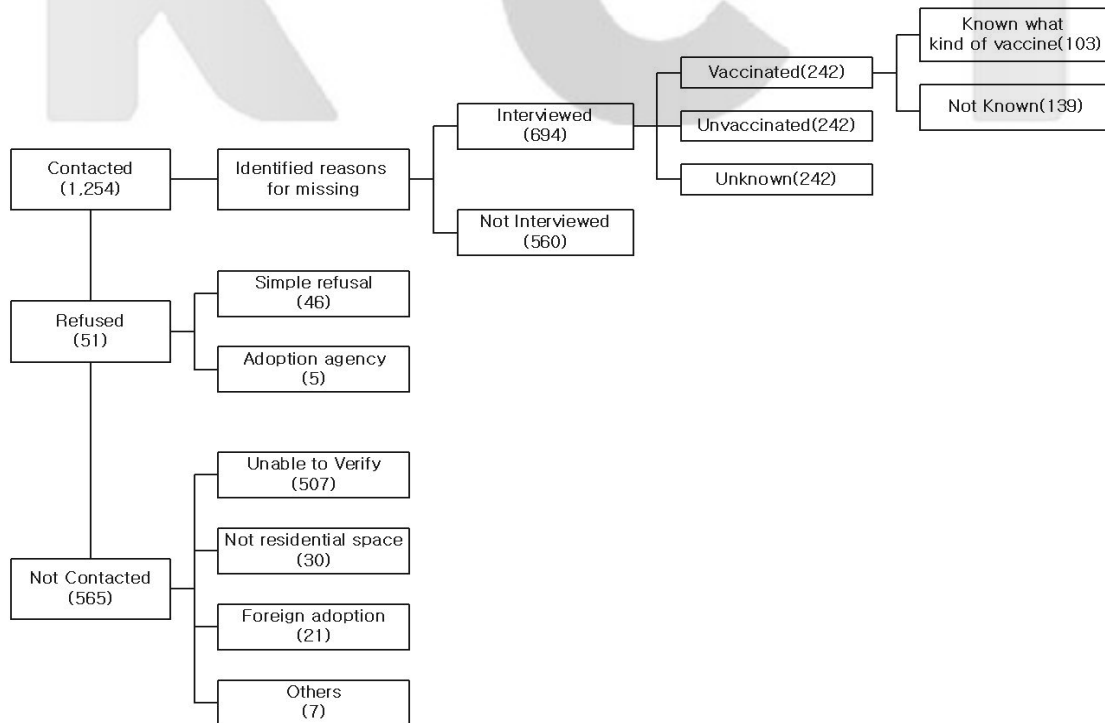 Known what
kind of vaccine(103)
Vaccinated(242)
Not Known(139)
Interviewed
(694)
Unvaccinated(242)
Contacted
(1,254)
Identified reasons
for missing
Unknown(242)
Not Interviewed
(560)
Simple refusal
(46)
Refused
(51)
Adoption agency
(5)
Unable to Verify
(507)
Not residential space
(30)
Not Contacted
(565)
Foreign adoption
(21)
Others
(7)